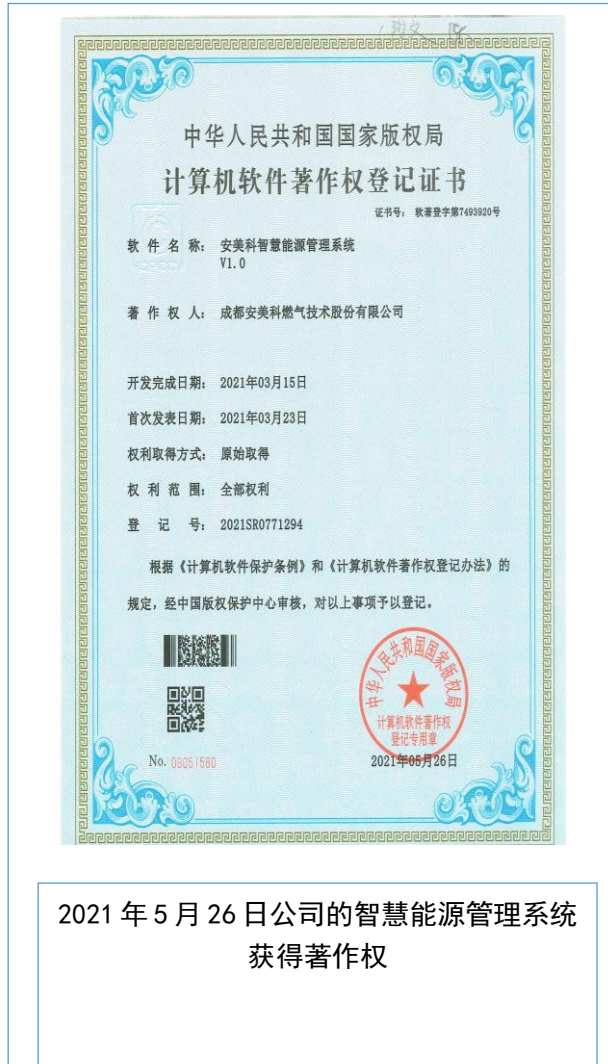 中华人民共和国国家版权局
计算机软件著作权登记证书
证书号： 软著登字第7493920号
软件名称： 安美科智慧能源管理系统
V1.0
著作权人： 成都安美科燃气技术股份有限公司
开发完成日期： 2021年03月15日
首次发表日期： 2021年03月23日
权利取得方式： 原始取得
权利范围： 全部权利
登记号： 2021SR0771294
根据《计算机软件保护条例》和《计算机软件著作权登记办法》的
规定，经中国版权保护中心审核，对以上事项予以登记。
中华人民共和国国家版权局
计算机软件著作权
登记专用章
No. 08051580
2021年05月26日
2021 年 5 月 26 日公司的智慧能源管理系统
获得著作权